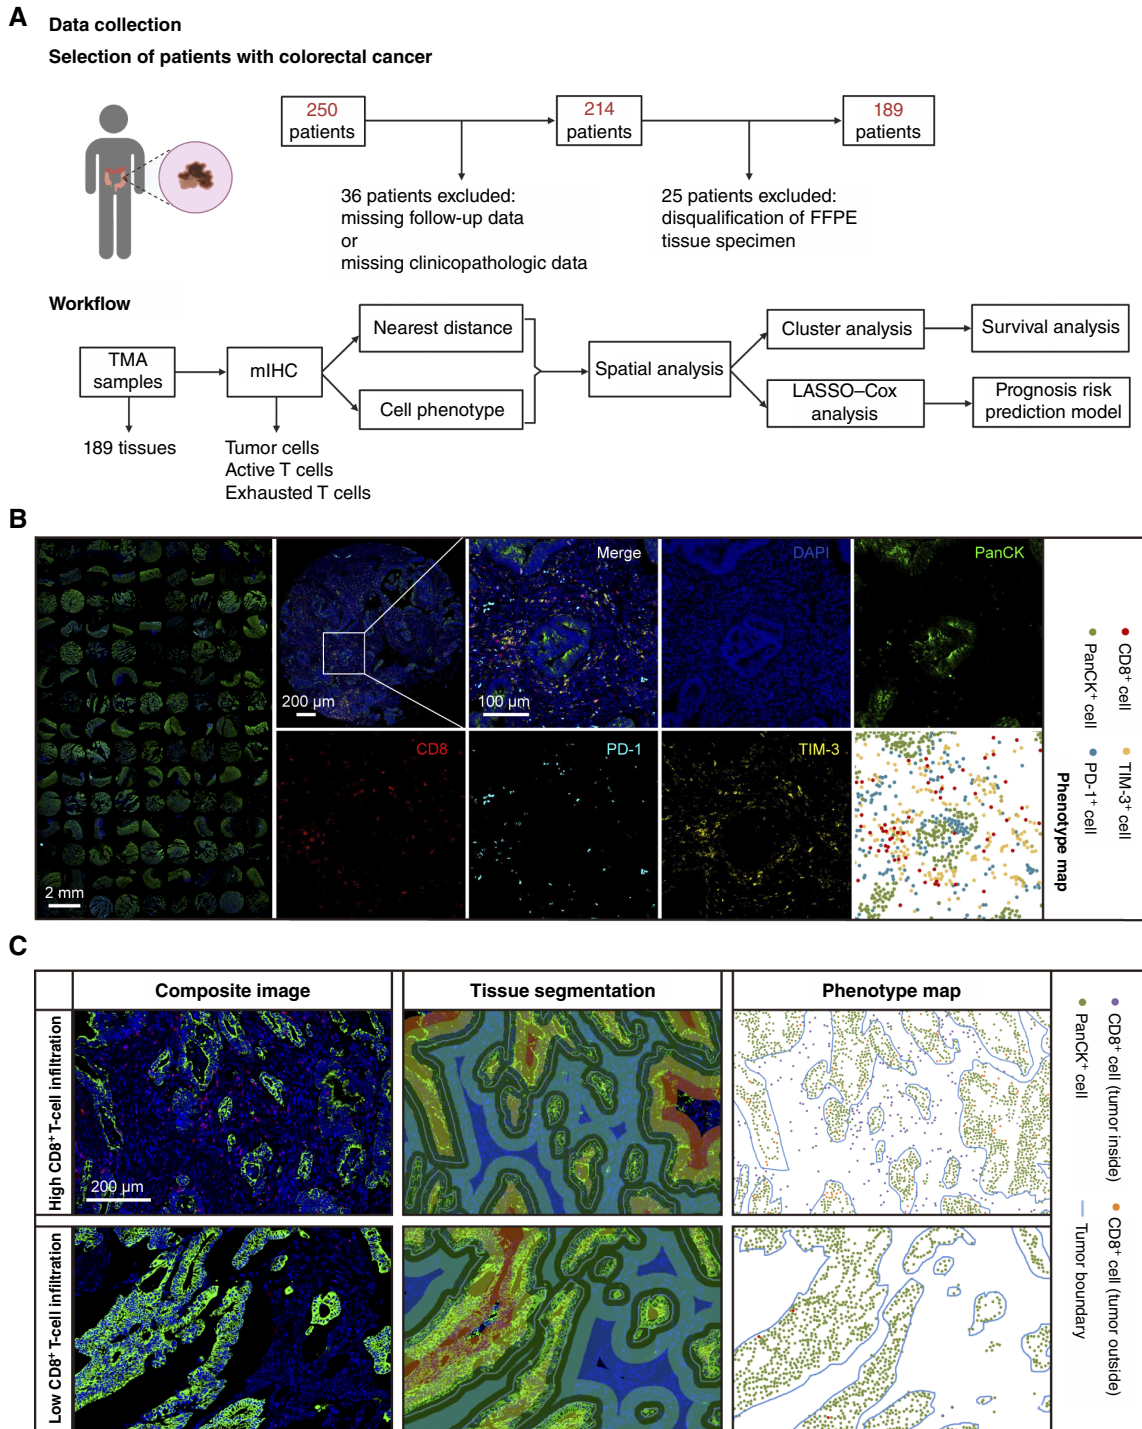 A
Data collection
Selection of patients with colorectal cancer
250
patients
214
patients
189
patients
36 patients excluded:
missing follow-up data
or
missing clinicopathologic data
25 patients excluded:
disqualification of FFPE
tissue specimen
Workflow
TMA
samples
mIHC
Nearest distance
Cell phenotype
Spatial analysis
Cluster analysis
Survival analysis
LASSO–Cox
analysis
Prognosis risk
prediction model
189 tissues
Tumor cells
Active T cells
Exhausted T cells
B
2 mm
200 µm
Merge
100 µm
DAPI
PanCK
CD8
PD-1
TIM-3
CD8⁺ cell
PanCK⁺ cell
TIM-3⁺ cell
PD-1⁺ cell
Phenotype map
C
Composite image
Tissue segmentation
Phenotype map
High CD8⁺ T-cell infiltration
200 µm
Low CD8⁺ T-cell infiltration
CD8⁺ cell (tumor inside)
PanCK⁺ cell
CD8⁺ cell (tumor outside)
Tumor boundary